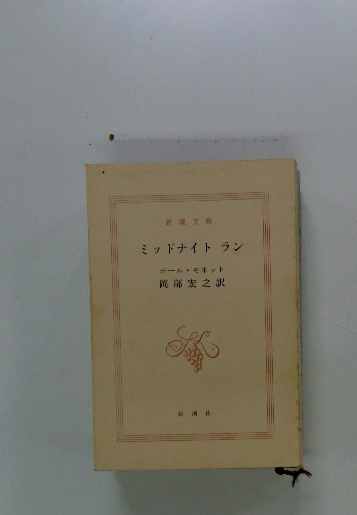 新潮文庫
ミッドナイト ラン
ポール・モネット
岡部宏之訳
新潮社